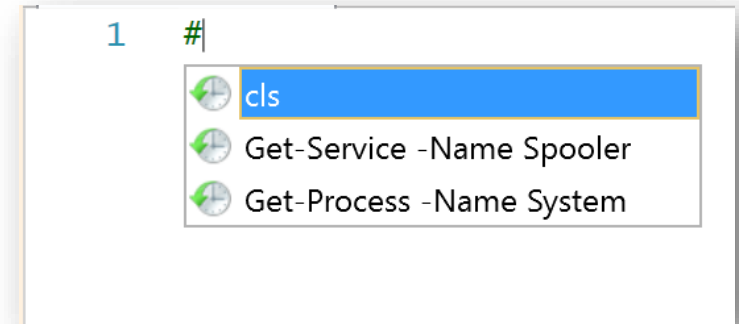 1 #
cls
Get-Service -Name Spooler
Get-Process -Name System